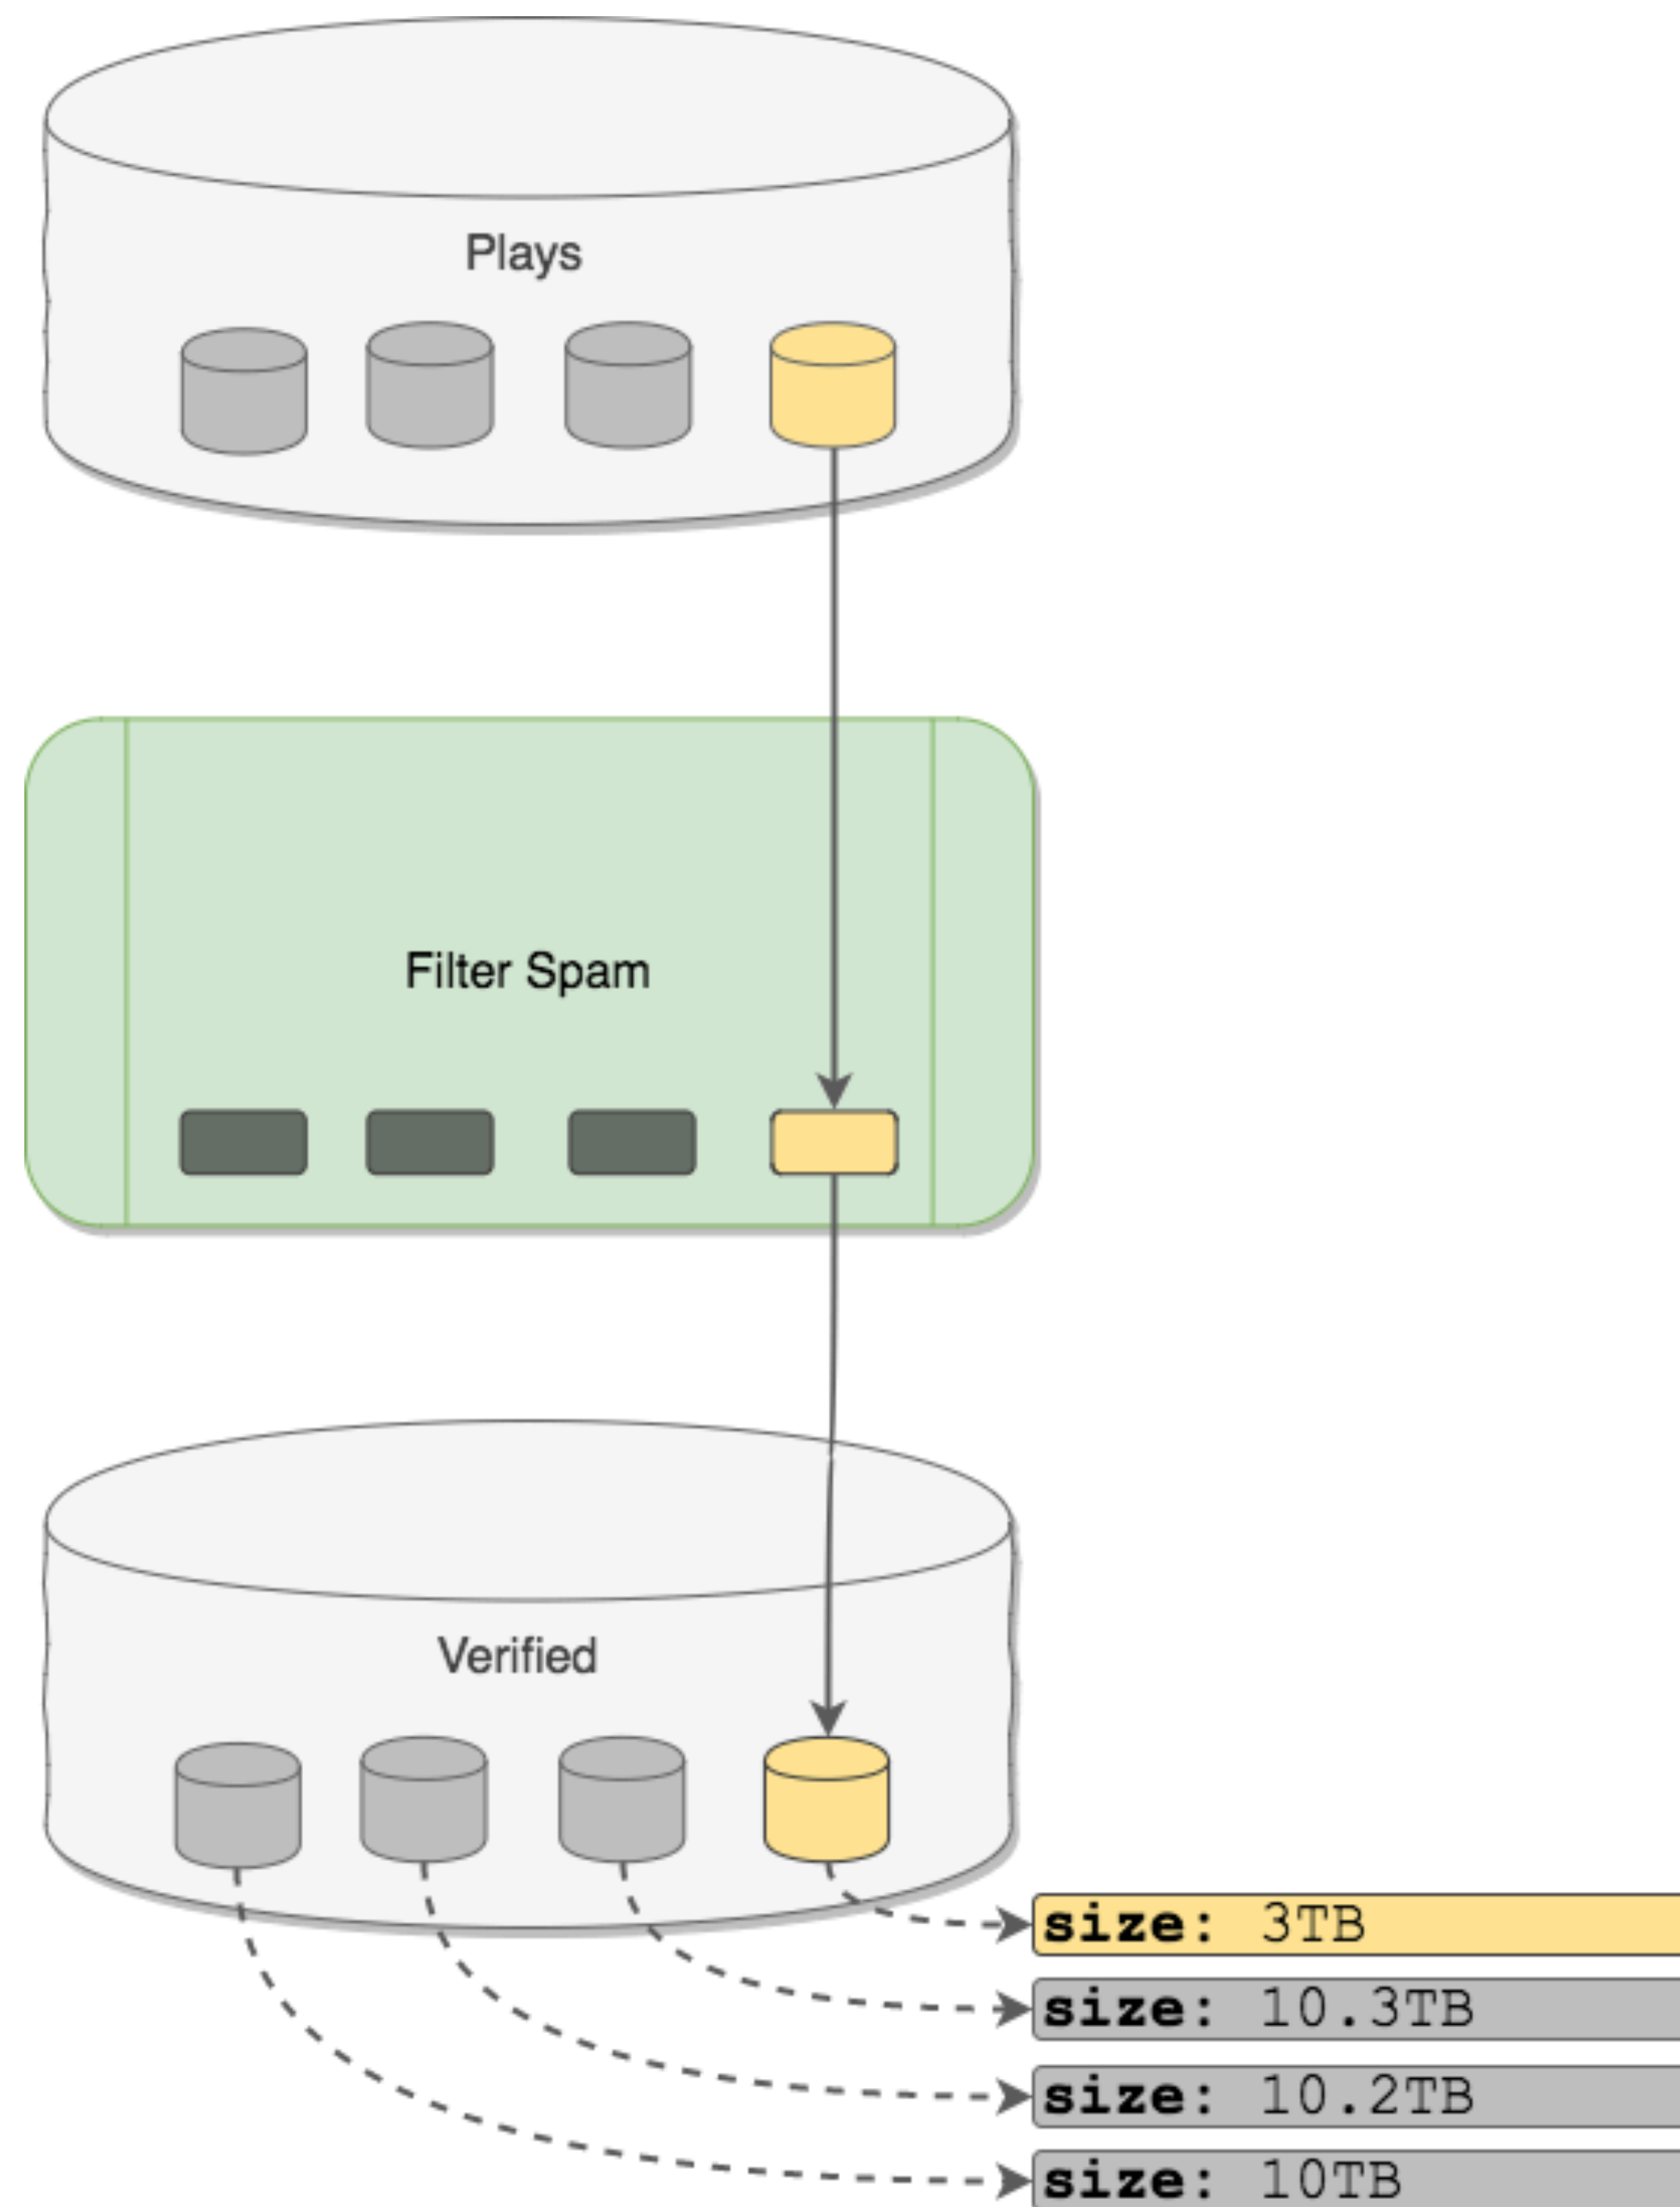 Plays
Filter Spam
Verified
size: 3TB
size: 10.3TB
size: 10.2TB
size: 10TB